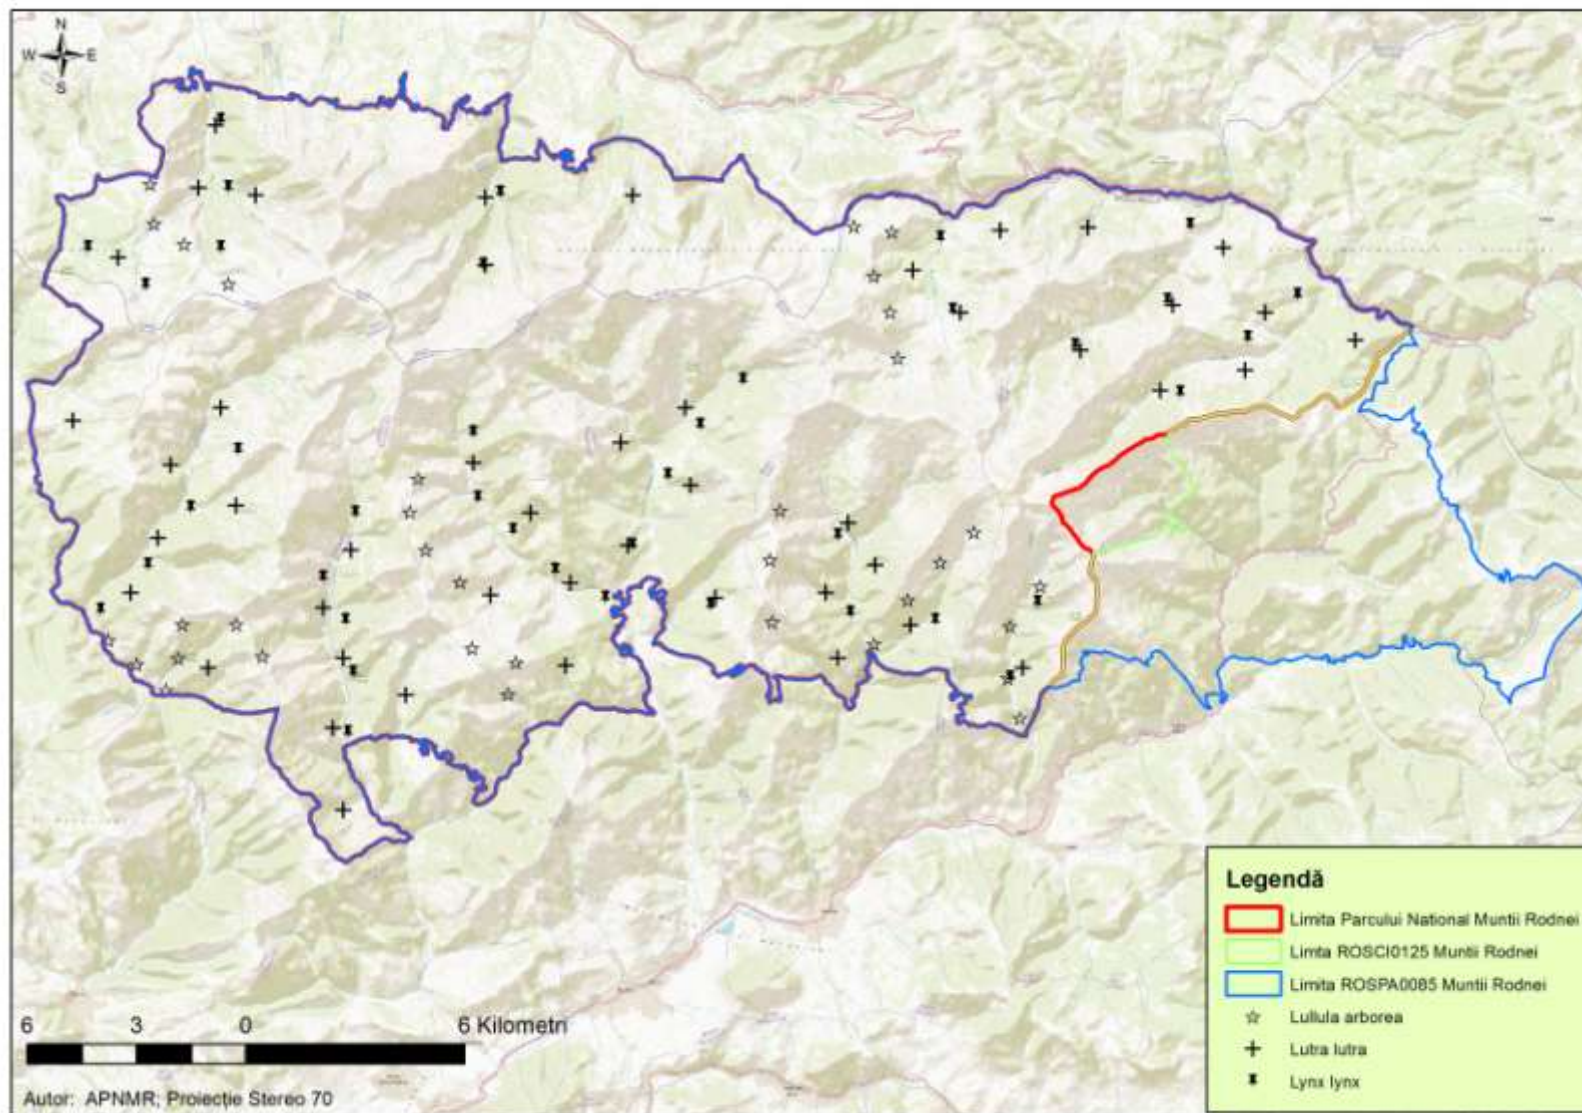 N
W E
S
Legendă
Limita Parcului National Muntii Rodnei
Limta ROSCI0125 Muntii Rodnei
Limita ROSPA0085 Muntii Rodnei
Lullula arborea
Lutra lutra
Lynx lynx
6 3 0 6 Kilometri
Autor: APNMR; Proiecție Stereo 70